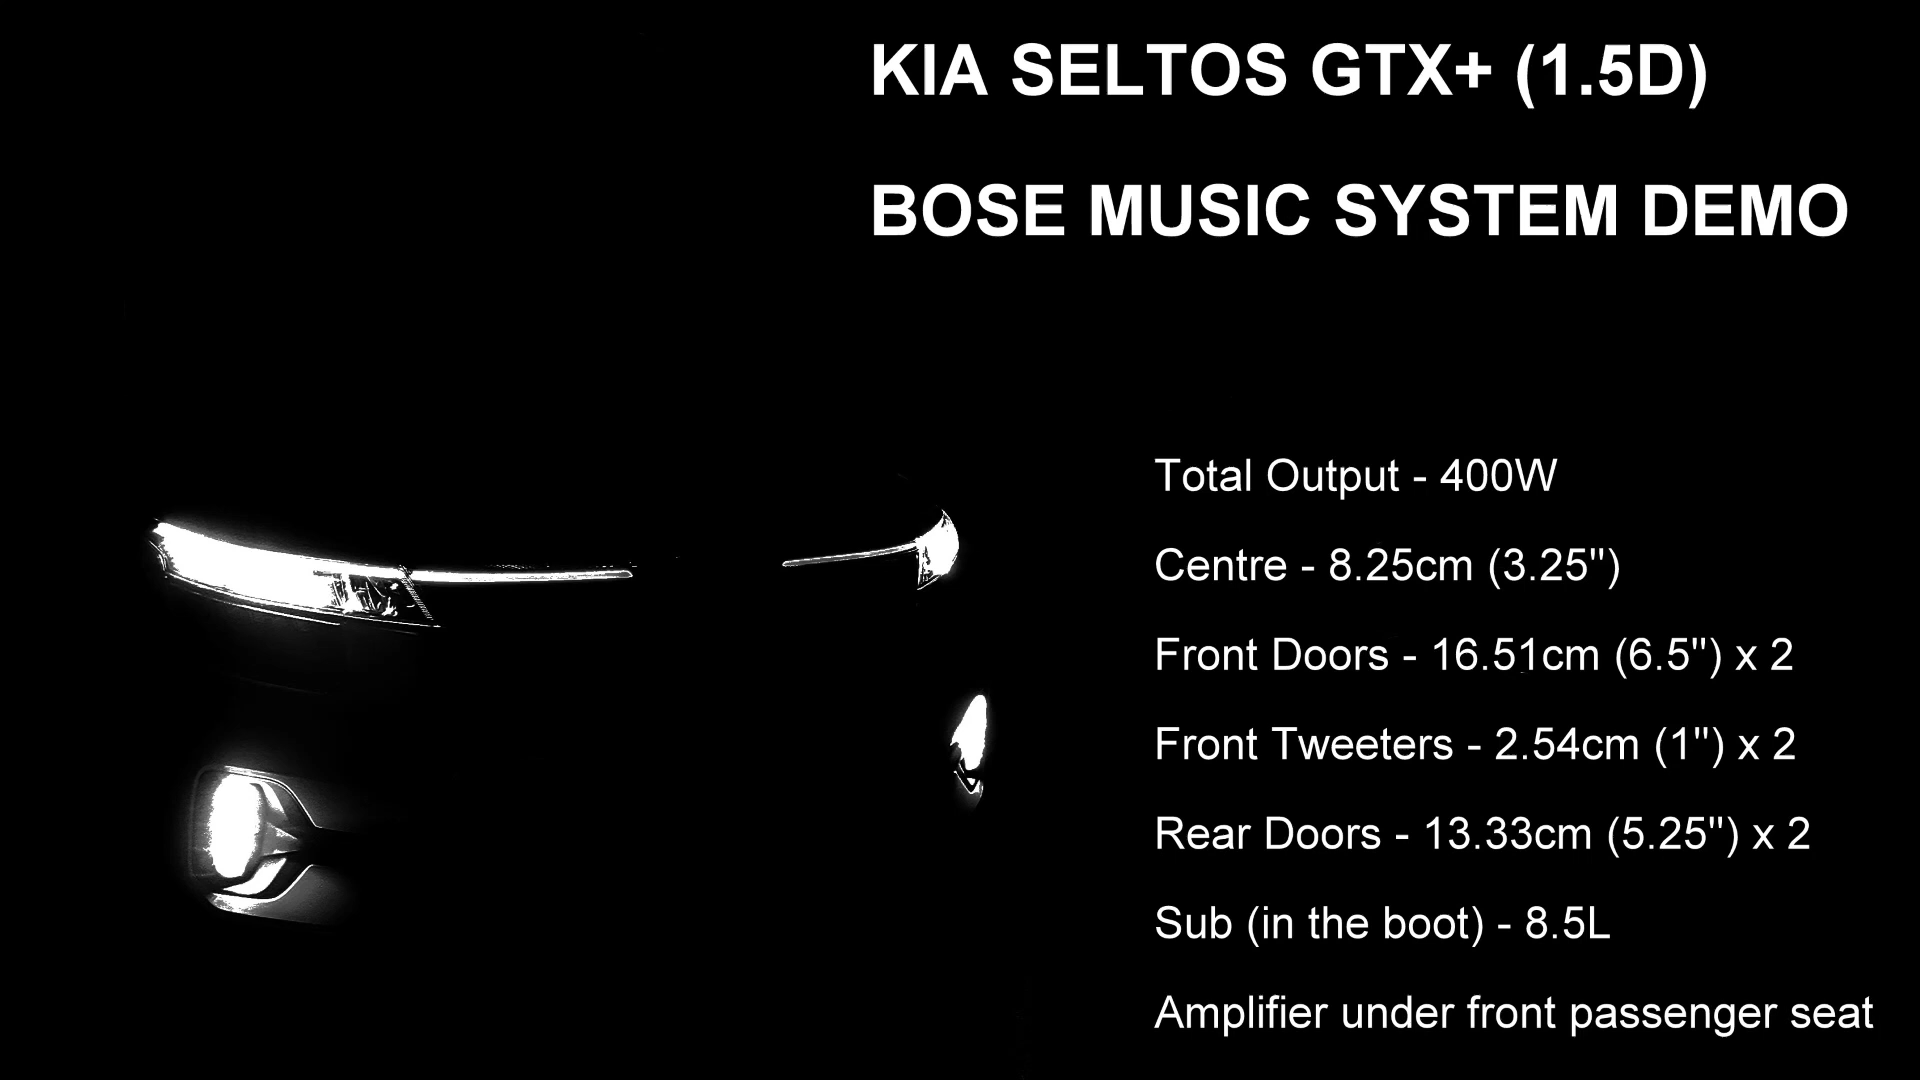 KIA SELTOS GTX+ (1.5D)
BOSE MUSIC SYSTEM DEMO
Total Output - 400W
Centre - 8.25cm (3.25")
Front Doors - 16.51cm (6.5") x 2
Front Tweeters - 2.54cm (1") x 2
Rear Doors - 13.33cm (5.25") x 2
Sub (in the boot) - 8.5L
Amplifier under front passenger seat